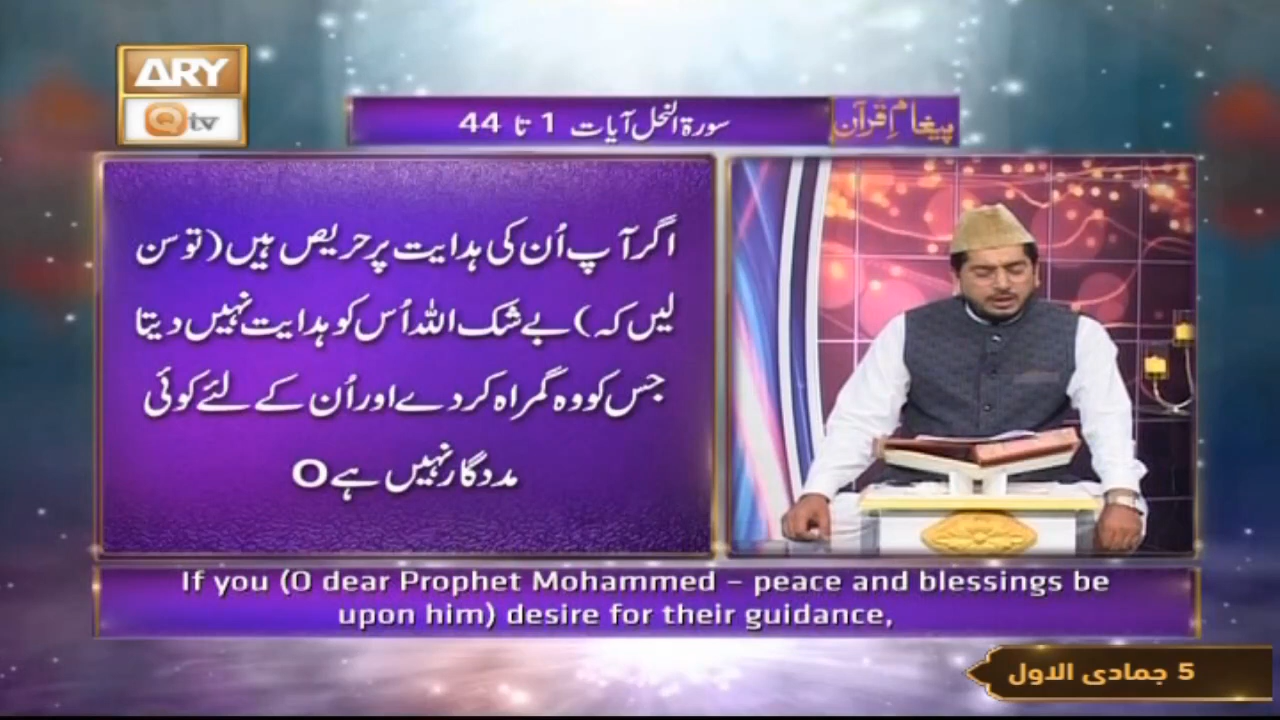 ARY
Qtv
پیغامِ قرآن
سورۃ النحل آیات 1 تا 44
اگر آپ اُن کی ہدایت پر حریص ہیں (تو سن
لیں کہ) بے شک اللہ اُس کو ہدایت نہیں دیتا
جس کو وہ گمراہ کر دے اور اُن کے لئے کوئی
مددگار نہیں ہے O
If you (O dear Prophet Mohammed – peace and blessings be
upon him) desire for their guidance,
5 جمادی الاول